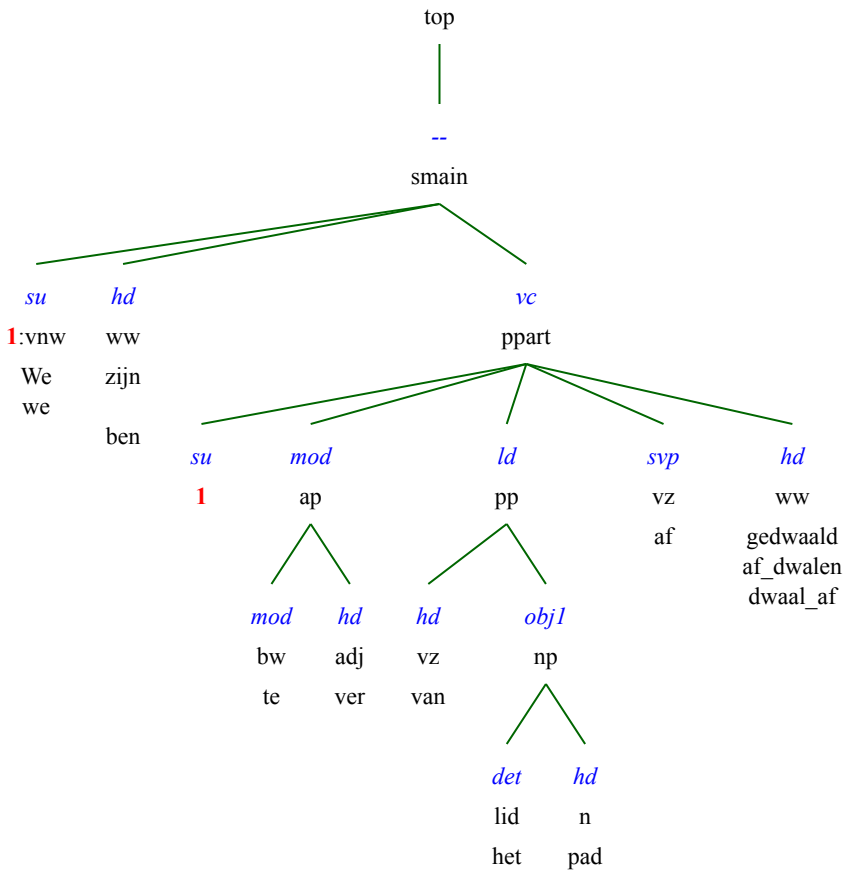 top
--
smain
su hd vc
1:vnw ww ppart
We zijn
we
ben
su mod ld svp hd
1 ap pp vz ww
af gedwaald
af_dwalen
dwaal_af
mod hd hd obj1
bw adj vz np
te ver van
det hd
lid n
het pad